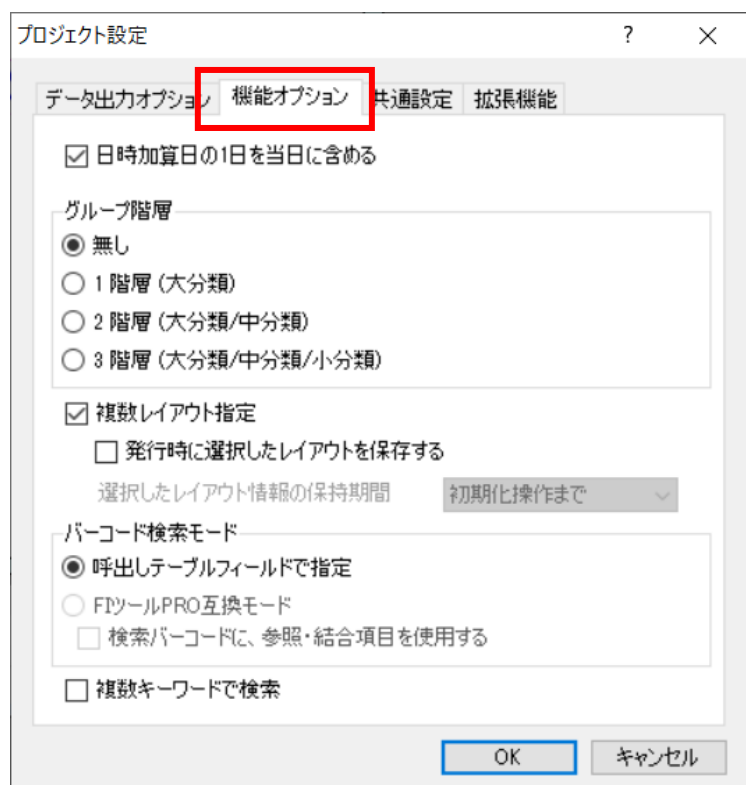 プロジェクト設定
データ出力オプション 機能オプション 共通設定 拡張機能
日時加算日の1日を当日に含める
グループ階層
無し
1 階層 (大分類)
2 階層 (大分類/中分類)
3 階層 (大分類/中分類/小分類)
複数レイアウト指定
発行時に選択したレイアウトを保存する
選択したレイアウト情報の保持期間 初期化操作まで
バーコード検索モード
呼出しテーブルフィールドで指定
FIツールPRO互換モード
検索バーコードに、参照・結合項目を使用する
複数キーワードで検索
OK キャンセル